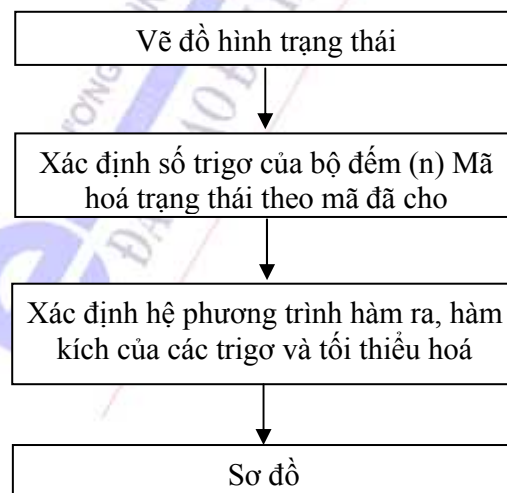 Vẽ đồ hình trạng thái
Xác định số trigơ của bộ đếm (n) Mã
hoá trạng thái theo mã đã cho
Xác định hệ phương trình hàm ra, hàm
kích của các trigơ và tối thiểu hoá
Sơ đồ